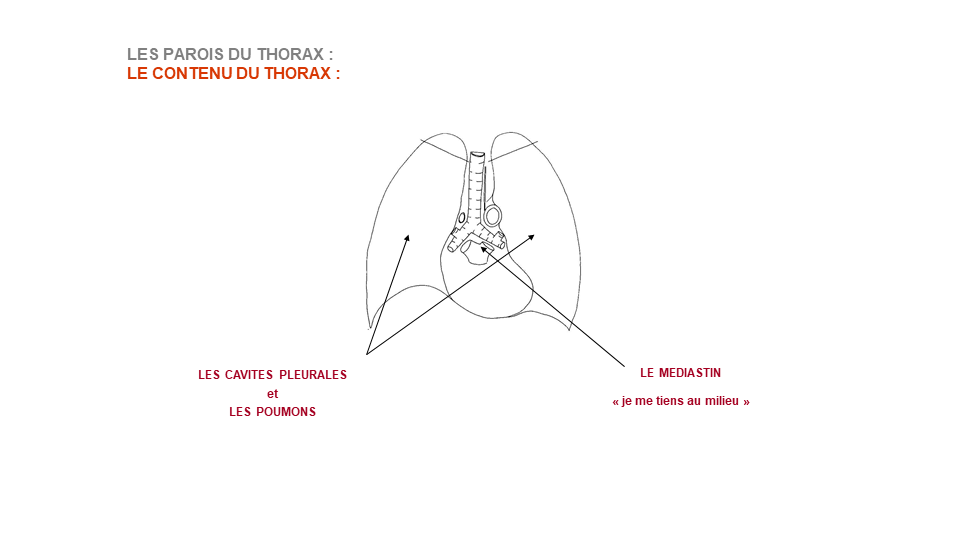 LES PAROIS DU THORAX :
LE CONTENU DU THORAX :
LES CAVITES PLEURALES
et
LES POUMONS
LE MEDIASTIN
« je me tiens au milieu »